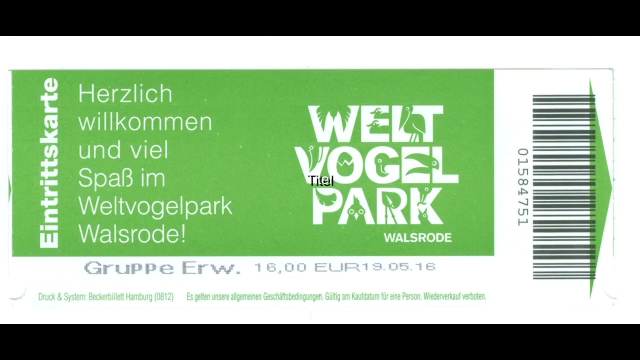 Eintrittskarte
Herzlich
willkommen
und viel
Spaß im
Weltvogelpark
Walsrode!
WELT
VOGEL
PARK
WALSRODE
Titel
01584751
Gruppe Erw. 16,00 EUR19.05.16
Druck & System: Beckerbillett Hamburg (0812) Es gelten unsere allgemeinen Geschäftsbedingungen. Gültig am Kaufdatum für eine Person. Wiederverkauf verboten.